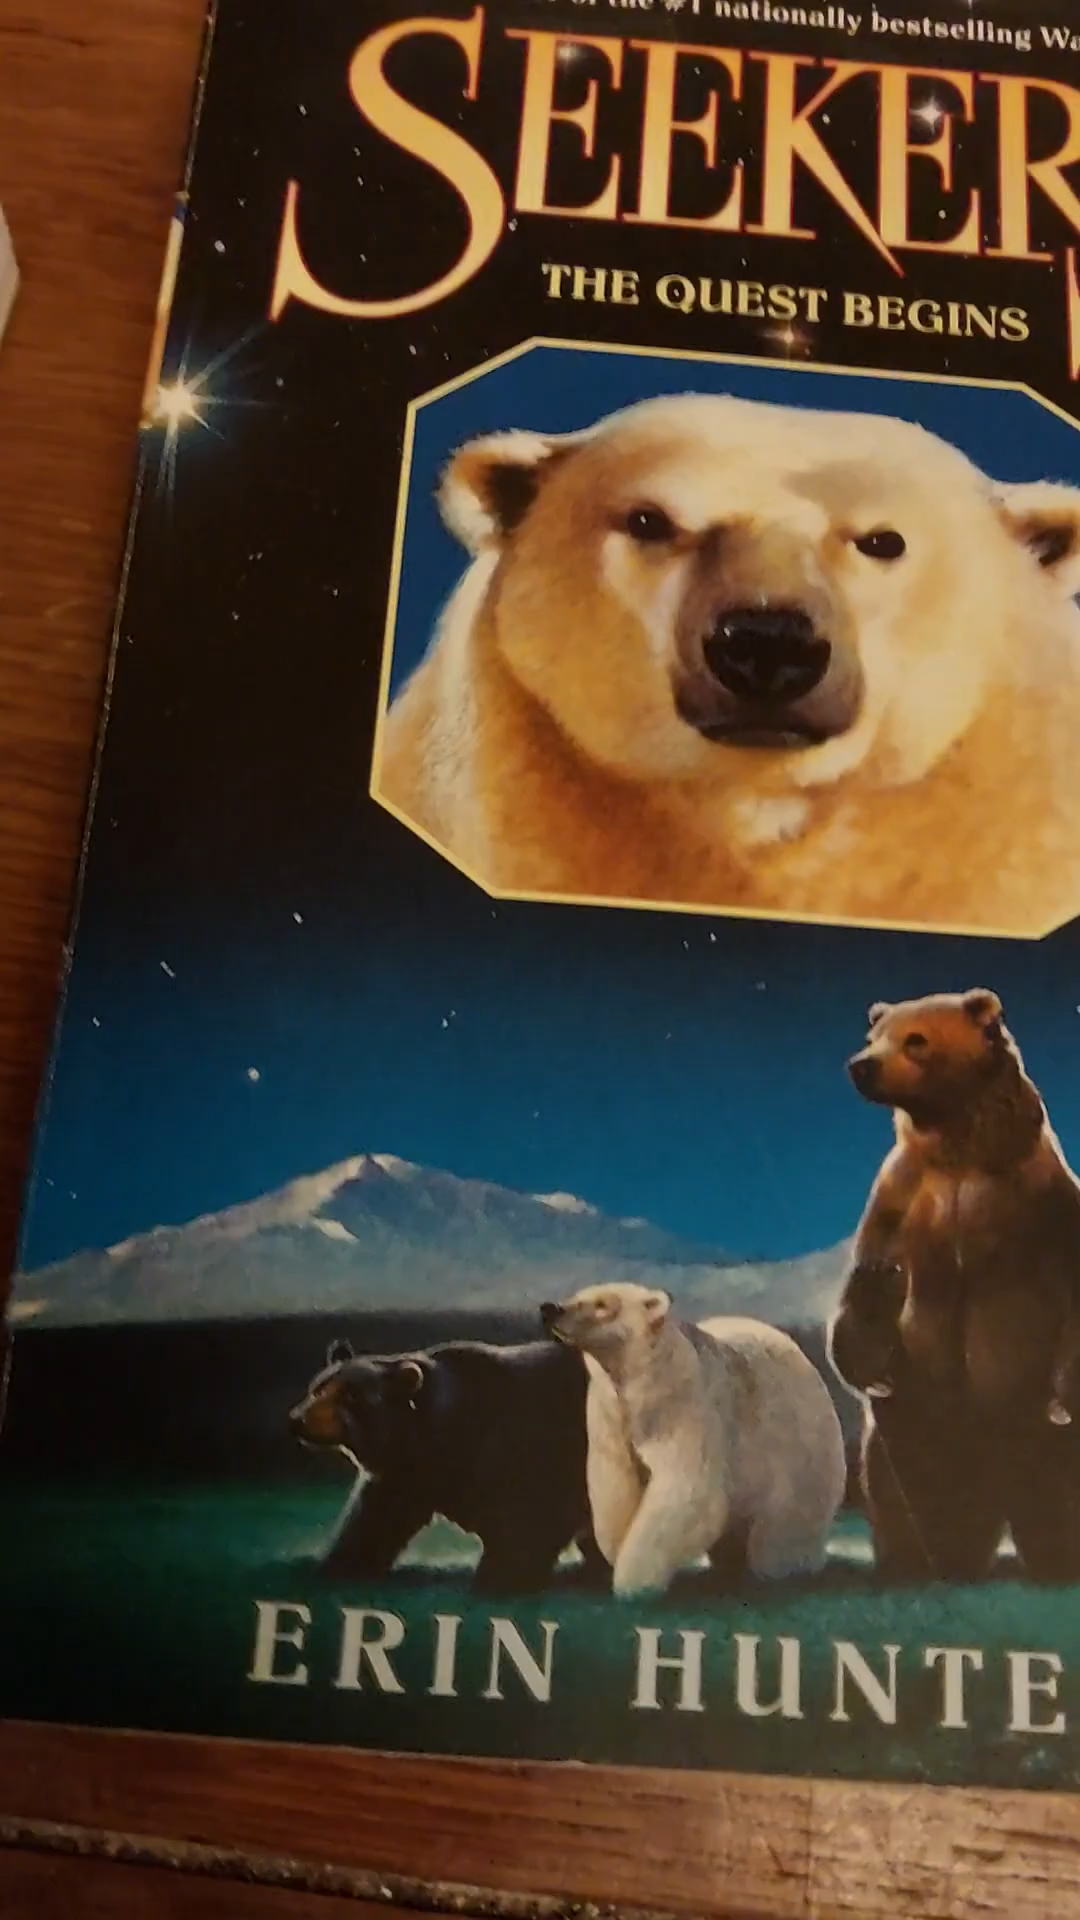 of the #1 nationally bestselling Wa
SEEKER
THE QUEST BEGINS
ERIN HUNTE